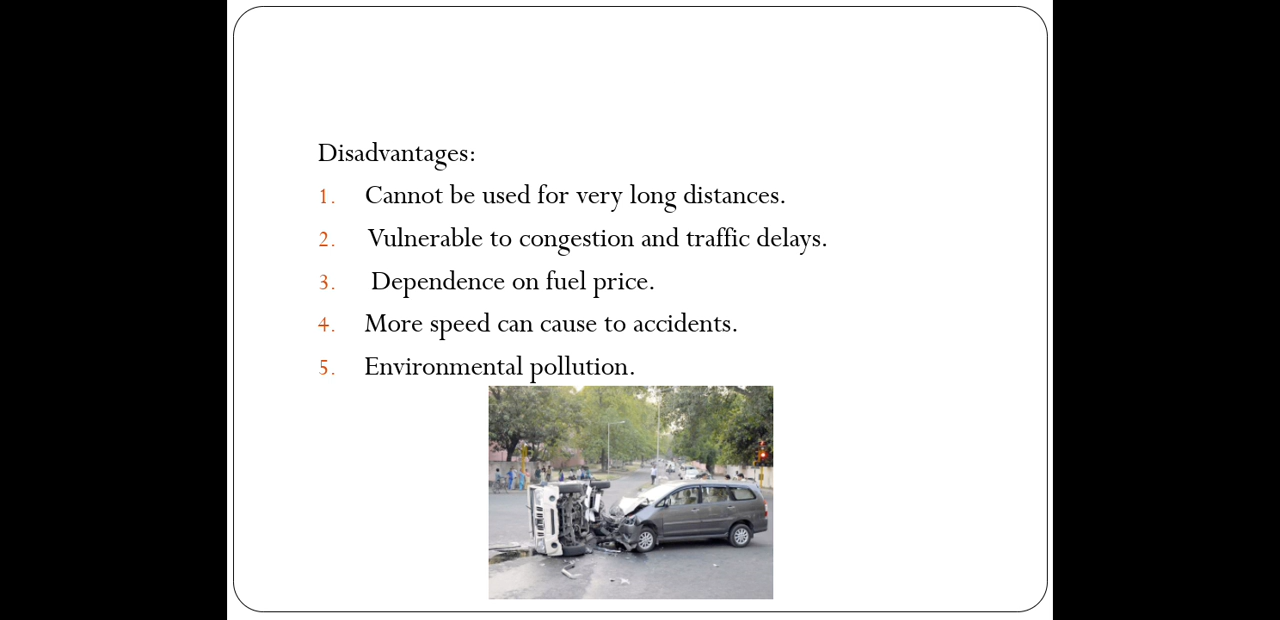 Disadvantages:
1. Cannot be used for very long distances.
2. Vulnerable to congestion and traffic delays.
3. Dependence on fuel price.
4. More speed can cause to accidents.
5. Environmental pollution.